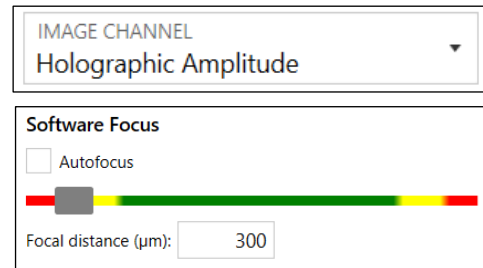 IMAGE CHANNEL
Holographic Amplitude
Software Focus
Autofocus
Focal distance (μm): 300